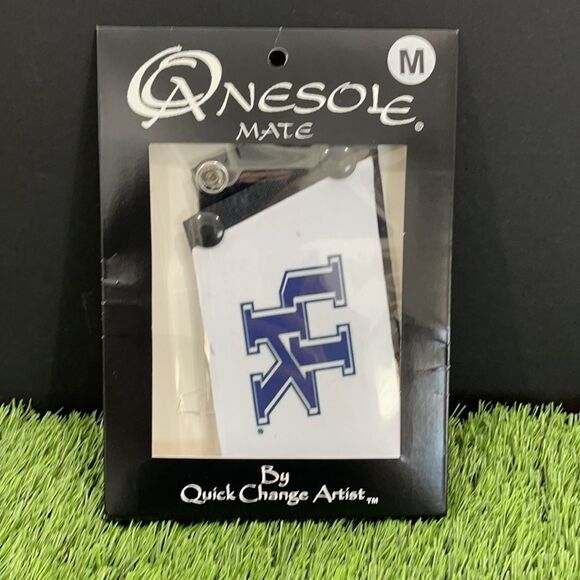 M
ONESOLE®
MATE
UK
®
By
Quick Change Artist™